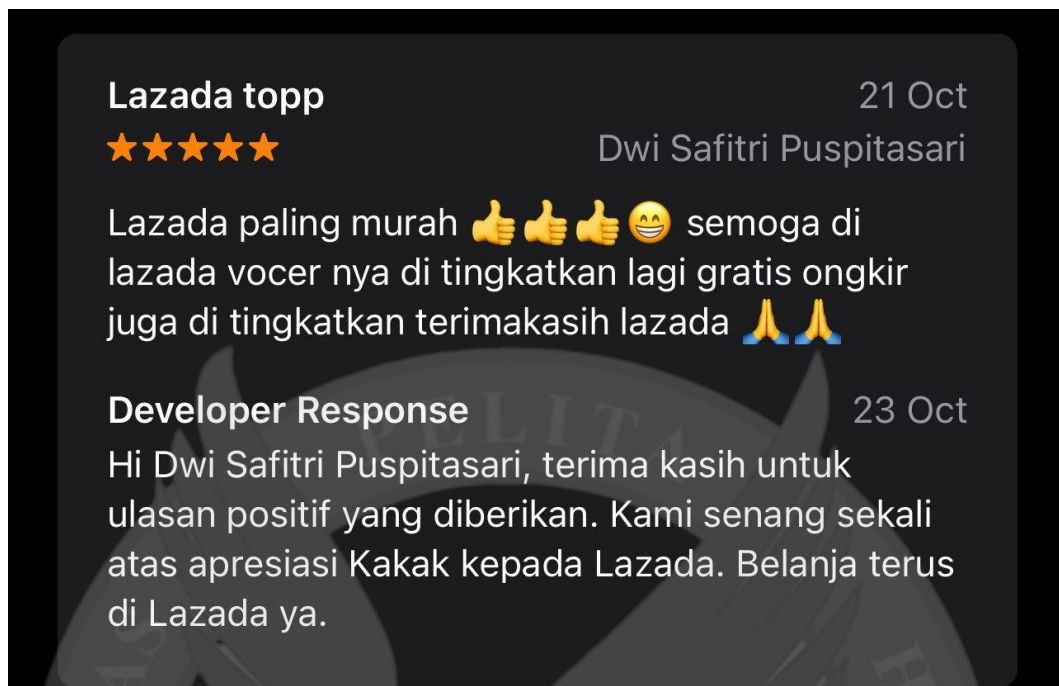 Lazada topp
21 Oct
★★★★★
Dwi Safitri Puspitasari
Lazada paling murah 👍👍👍😁 semoga di
lazada vocer nya di tingkatkan lagi gratis ongkir
juga di tingkatkan terimakasih lazada 🙏🙏
Developer Response
23 Oct
Hi Dwi Safitri Puspitasari, terima kasih untuk
ulasan positif yang diberikan. Kami senang sekali
atas apresiasi Kakak kepada Lazada. Belanja terus
di Lazada ya.
PELITA